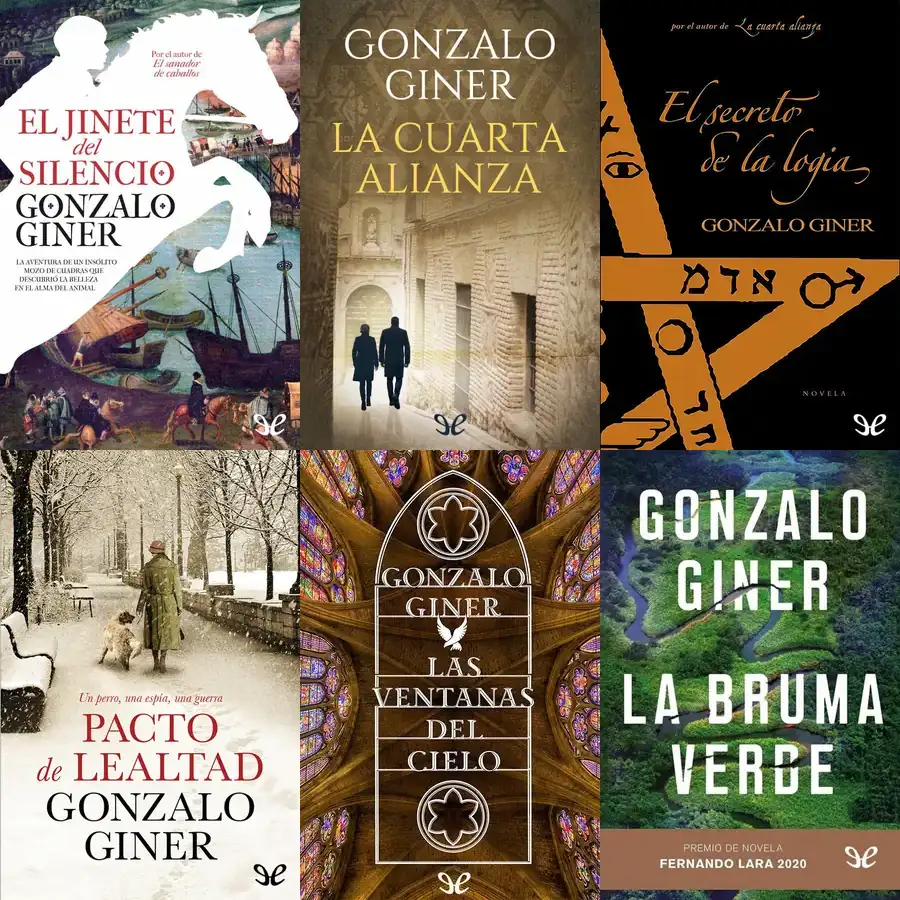 Por el autor de
El sanador
de caballos
EL JINETE
del
SILENCIO
GONZALO
GINER
LA AVENTURA DE UN INSÓLITO
MOZO DE CUADRAS QUE
DESCUBRIÓ LA BELLEZA
EN EL ALMA DEL ANIMAL
GONZALO
GINER
LA CUARTA
ALIANZA
por el autor de La cuarta alianza
El secreto
de la logia
GONZALO GINER
אדמ
NOVELA
Un perro, una espía, una guerra
PACTO
de LEALTAD
GONZALO
GINER
GONZALO
GINER
LAS
VENTANAS
DEL
CIELO
GONZALO
GINER
LA BRUMA
VERDE
PREMIO DE NOVELA
FERNANDO LARA 2020